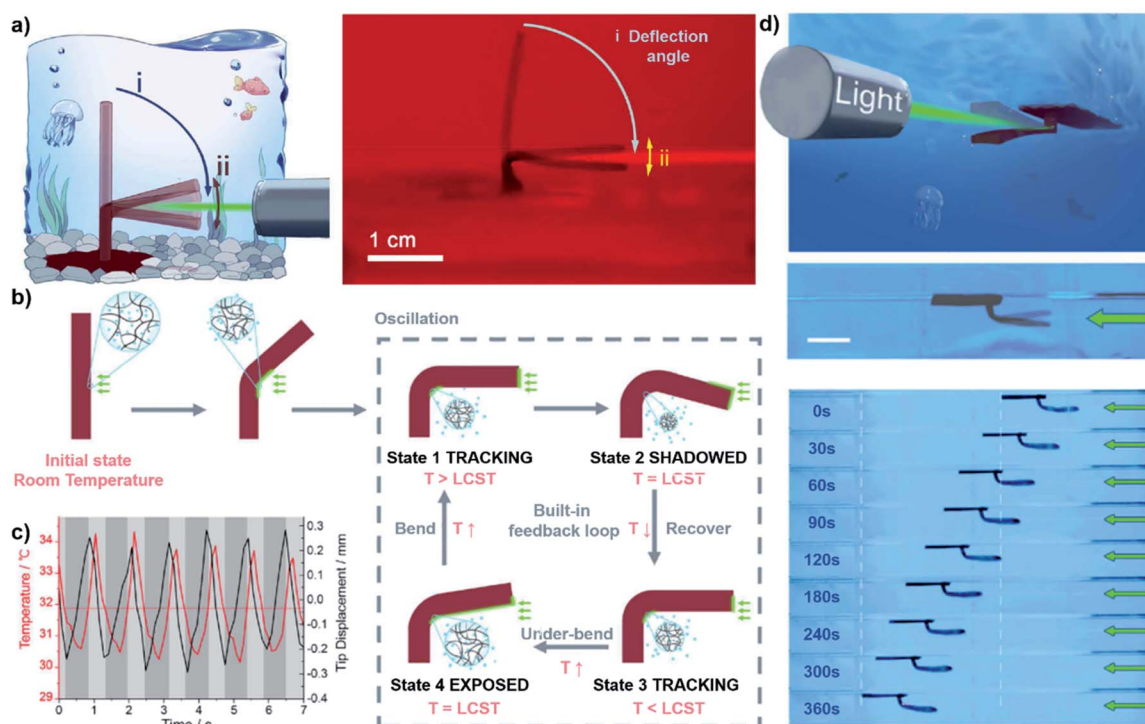 a)
i
ii
i Deflection
angle
ii
1 cm
b)
Initial state
Room Temperature
Oscillation
State 1 TRACKING
T > LCST
State 2 SHADOWED
T = LCST
Bend
T ↑
Built-in
feedback loop
T ↓
Recover
State 4 EXPOSED
T = LCST
Under-bend
T ↑
State 3 TRACKING
T < LCST
c)
Temperature / °C
34
33
32
31
30
29
0.3
0.2
0.1
-0.0
-0.1
-0.2
-0.3
-0.4
Tip Displacement / mm
0 1 2 3 4 5 6 7
d)
Light
0s
30s
60s
90s
120s
180s
240s
300s
360s